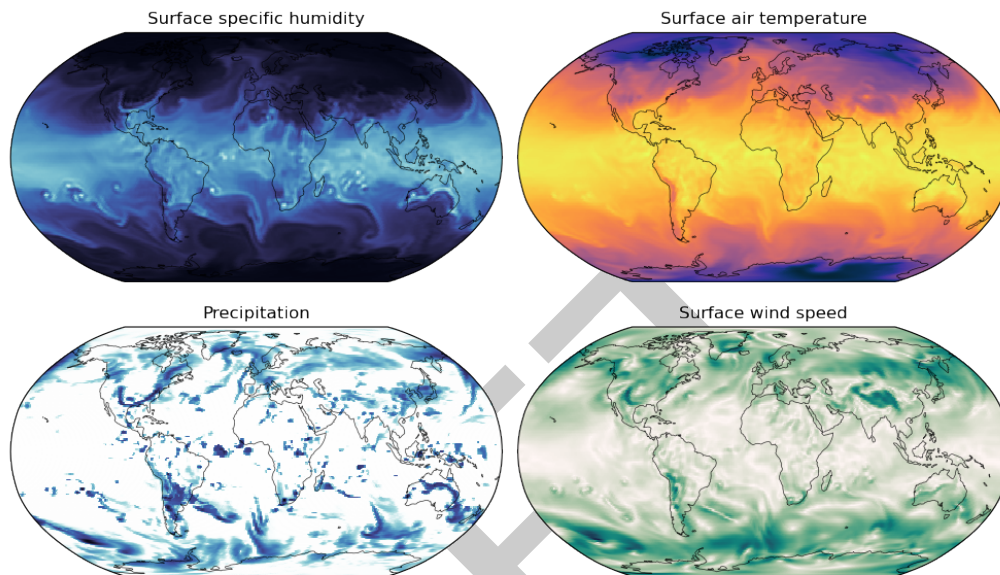 Surface specific humidity
Surface air temperature
Precipitation
Surface wind speed